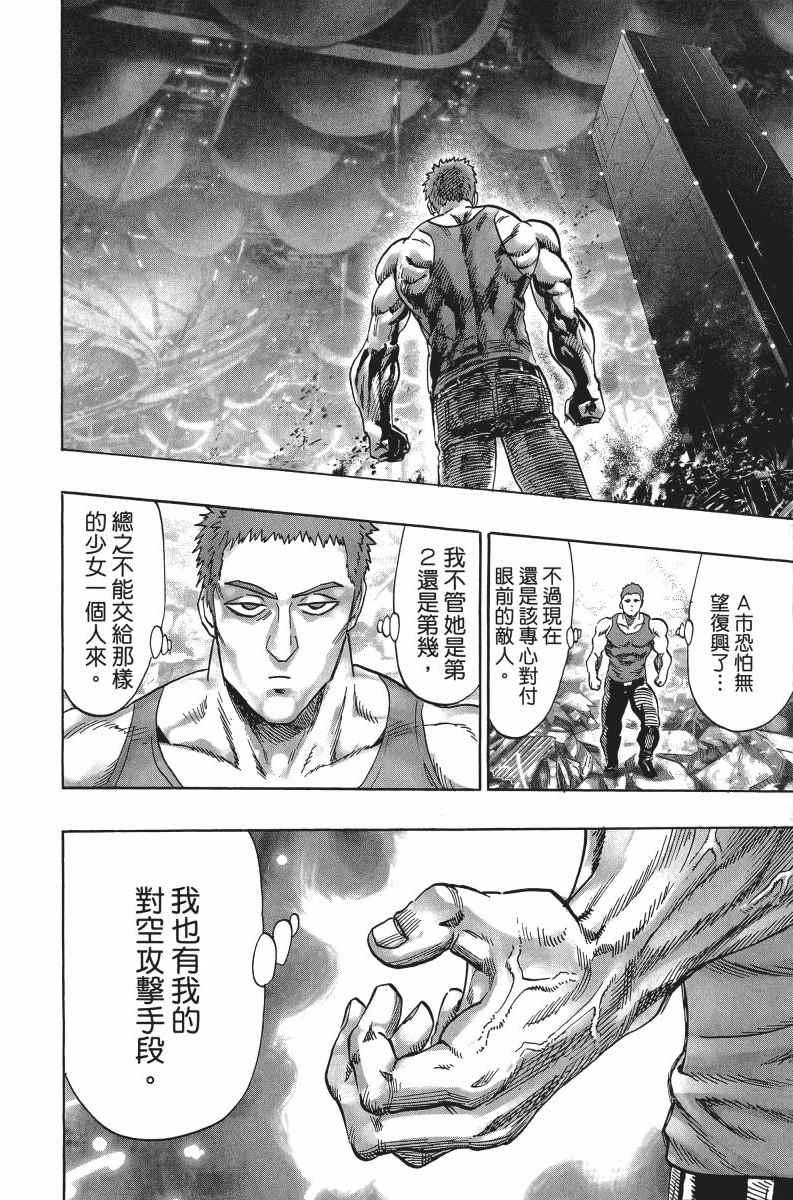 A市恐怕無
望復興了…
不過現在
還是該專心對付
眼前的敵人。
我不管她是第
2還是第幾，
總之不能交給那樣
的少女一個人來。
我也有我的
對空攻擊手段。